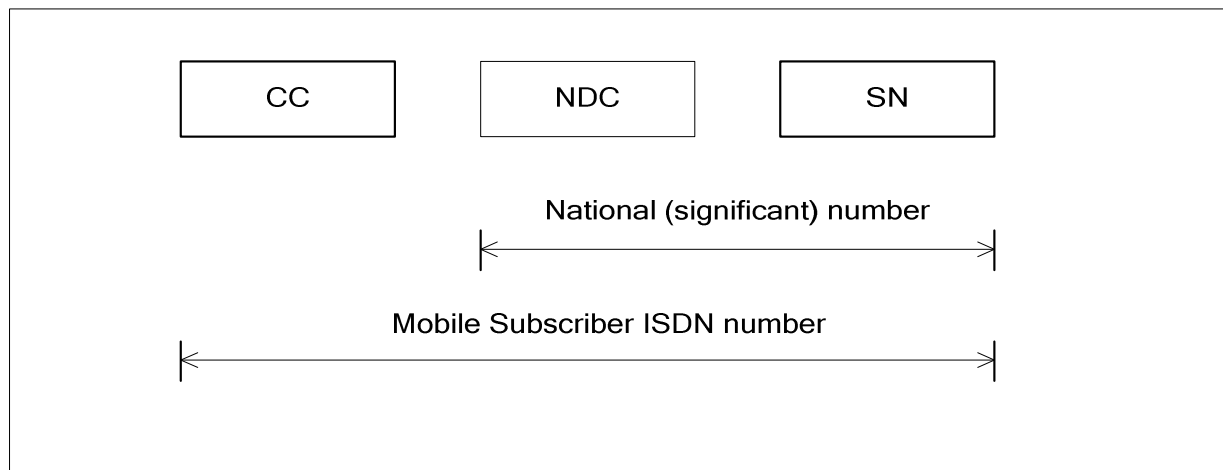 CC
NDC
SN
National (significant) number
Mobile Subscriber ISDN number